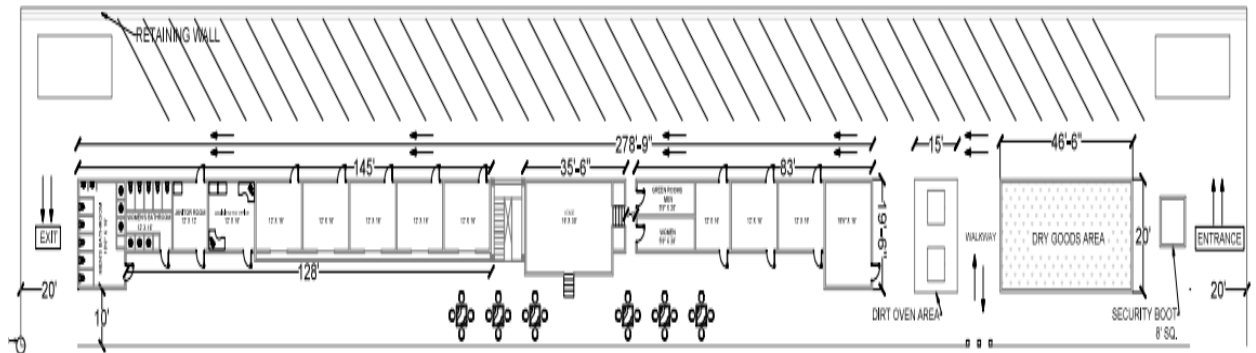 RETAINING WALL
278'-9"
145'
35'-6"
83'
15'
46'-6"
EXIT
JANITOR ROOM
12' X 12'
WOMEN'S BATHROOM
12' X 16'
12' X 16'
12' X 16'
12' X 16'
12' X 16'
GREEN ROOMS
MEN
WOMEN
12' X 16'
12' X 16'
12' X 16'
19'-6"
WALKWAY
DRY GOODS AREA
20'
ENTRANCE
128'
20'
10'
DIRT OVEN AREA
SECURITY BOOT
8' SQ.
20'